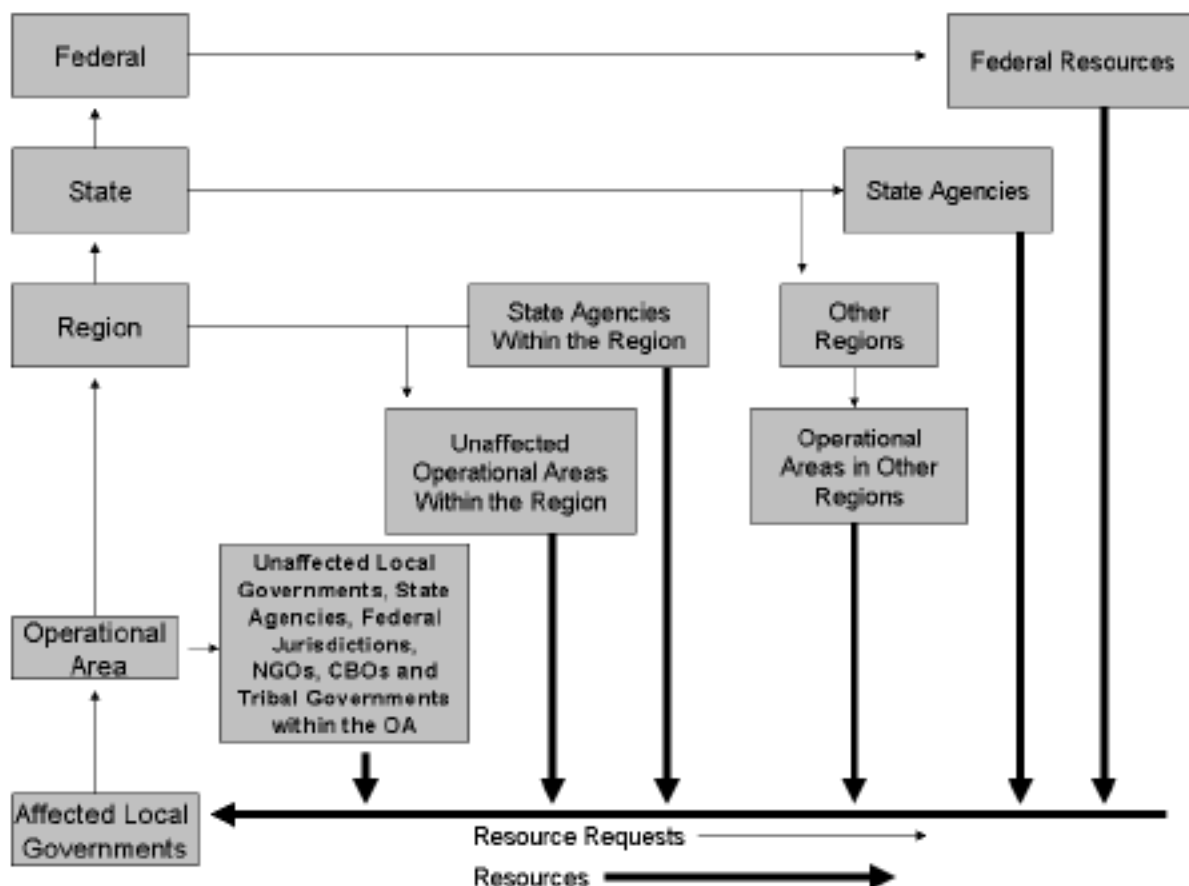 Federal
Federal Resources
State
State Agencies
Region
State Agencies
Within the Region
Other
Regions
Unaffected
Operational Areas
Within the Region
Operational
Areas in Other
Regions
Operational
Area
Unaffected Local
Governments, State
Agencies, Federal
Jurisdictions,
NGOs, CBOs and
Tribal Governments
within the OA
Affected Local
Governments
Resource Requests
Resources